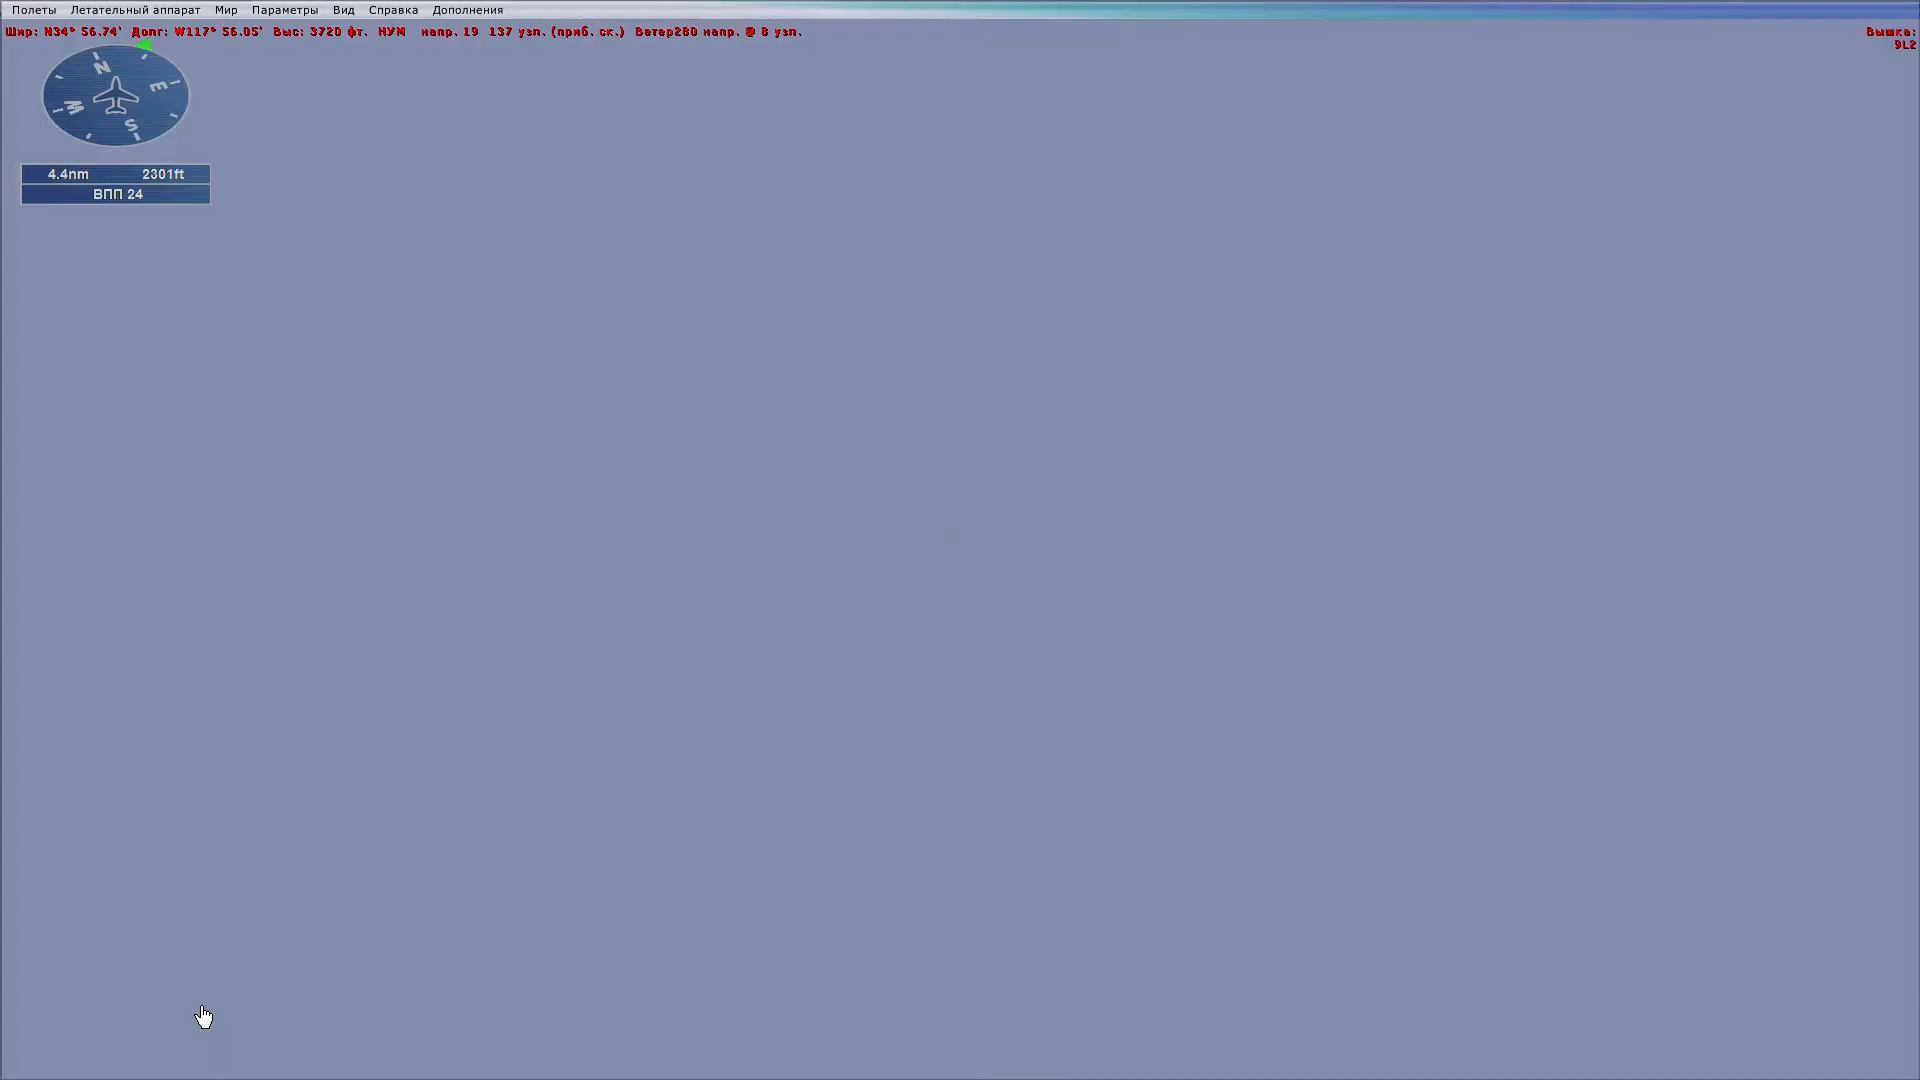 Полеты Летательный аппарат Мир Параметры Вид Справка Дополнения
Шир: N34° 56.74' Долг: W117° 56.05' Выс: 3720 фт. НУМ напр. 19 137 узл. (приб. ск.) Ветер280 напр. @ 8 узл.
Вышка:
9L2
N
E
W
S
4.4nm 2301ft
ВПП 24